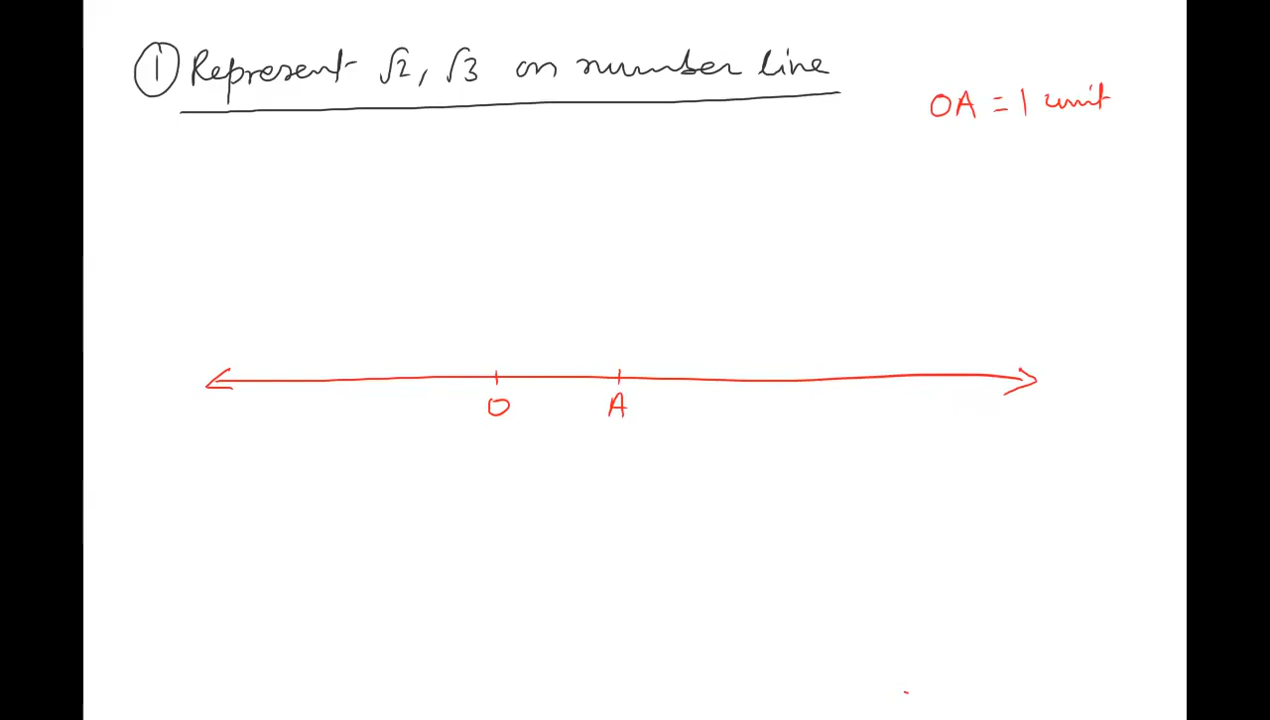 ① Represent √2, √3 on number line
OA = 1 unit
O A